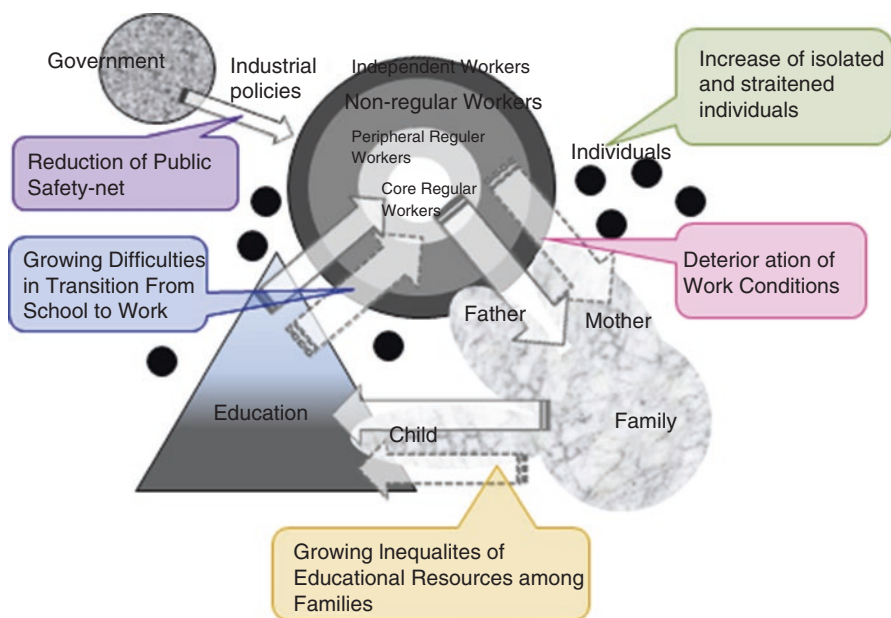 Government
Industrial
policies
Independent Workers
Non-regular Workers
Peripheral Reguler
Workers
Core Regular
Workers
Increase of isolated
and straitened
individuals
Individuals
Reduction of Public
Safety-net
Growing Difficulties
in Transition From
School to Work
Deterior ation of
Work Conditions
Father
Mother
Education
Child
Family
Growing Inequalites of
Educational Resources among
Families